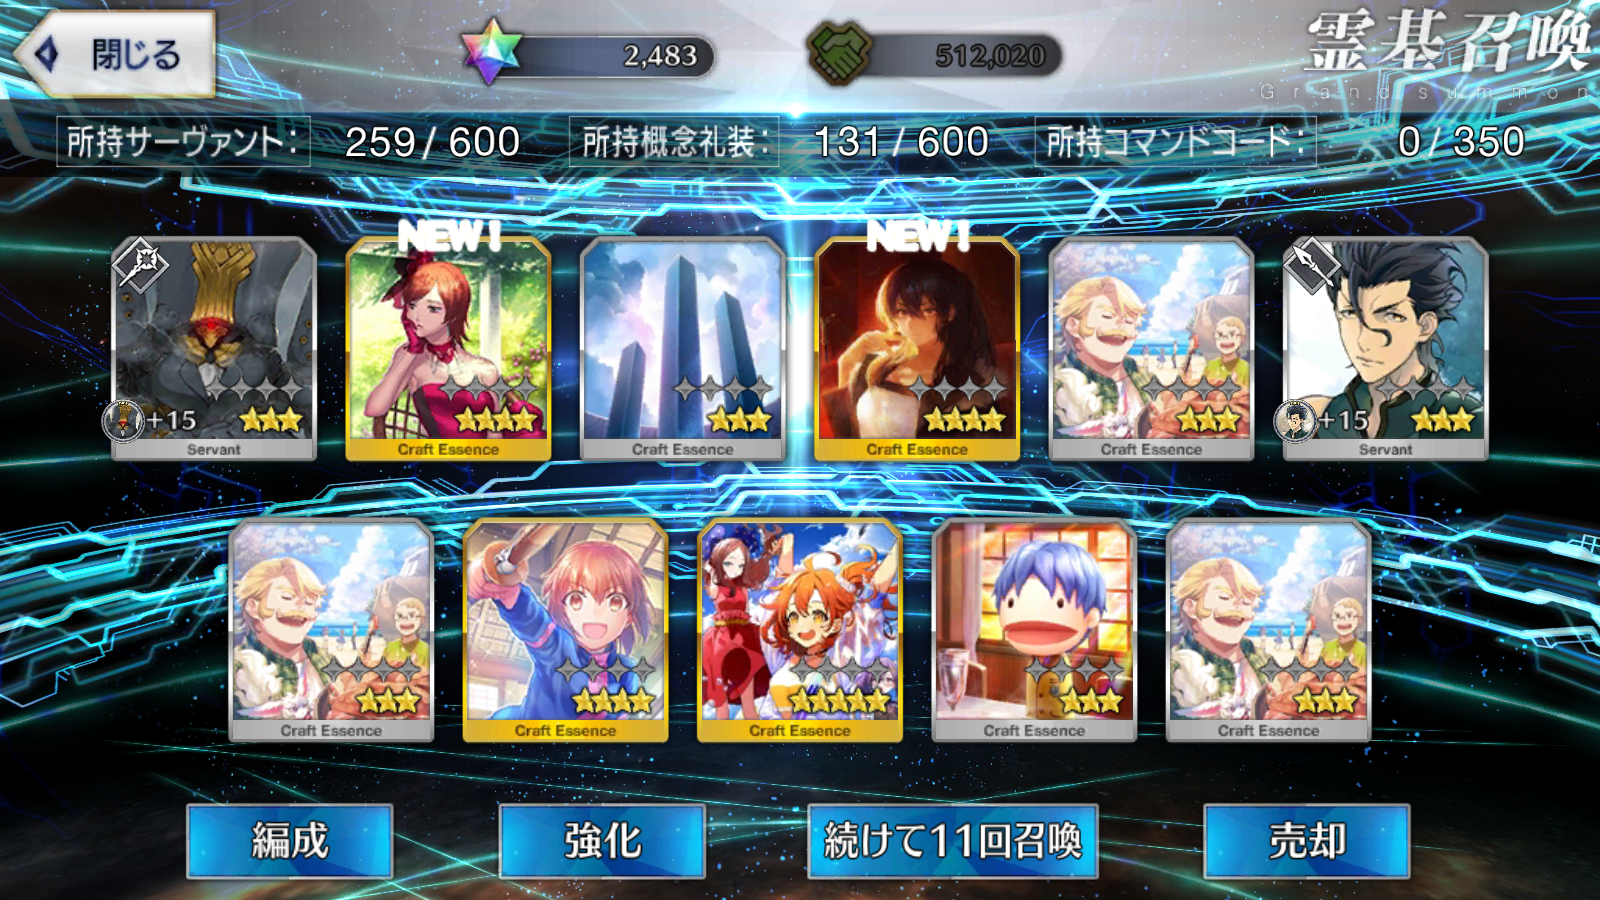 閉じる
2,483
512,020
霊基召喚
Grand summon
所持サーヴァント: 259 / 600
所持概念礼装: 131 / 600
所持コマンドコード: 0 / 350
NEW!
NEW!
+15
+15
Servant
Craft Essence
Craft Essence
Craft Essence
Craft Essence
Servant
Craft Essence
Craft Essence
Craft Essence
Craft Essence
Craft Essence
編成
強化
続けて11回召喚
売却